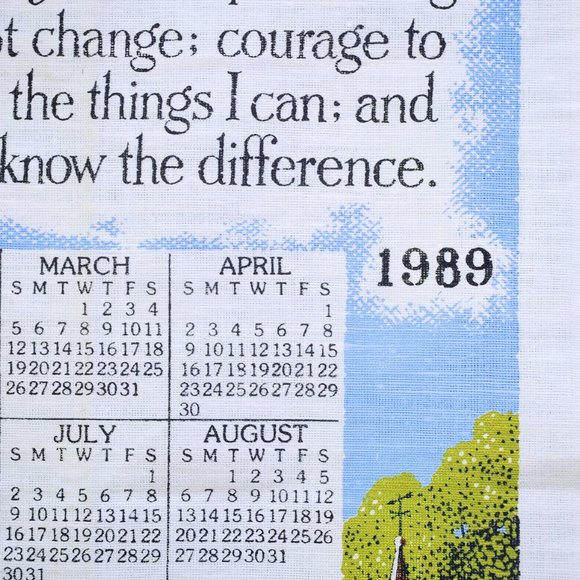 ot change; courage to
the things I can; and
know the difference.
1989
MARCH
S M T W T F S
1 2 3 4
5 6 7 8 9 10 11
12 13 14 15 16 17 18
19 20 21 22 23 24 25
26 27 28 29 30 31
APRIL
S M T W T F S
1
2 3 4 5 6 7 8
9 10 11 12 13 14 15
16 17 18 19 20 21 22
23 24 25 26 27 28 29
30
JULY
S M T W T F S
1
2 3 4 5 6 7 8
9 10 11 12 13 14 15
16 17 18 19 20 21 22
23 24 25 26 27 28 29
30 31
AUGUST
S M T W T F S
1 2 3 4 5
6 7 8 9 10 11 12
13 14 15 16 17 18 19
20 21 22 23 24 25 26
27 28 29 30 31